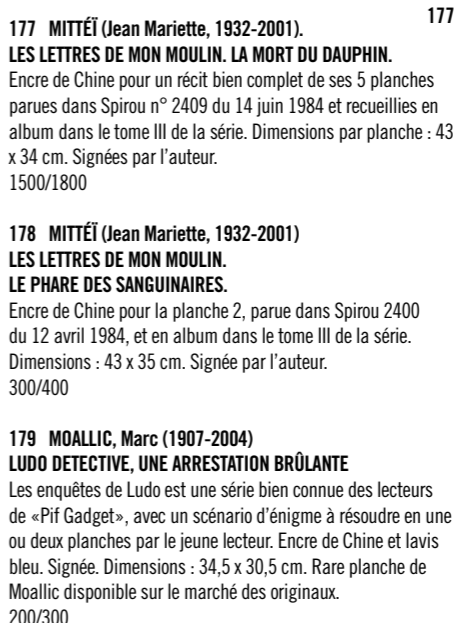 177
177 MITTÉÏ (Jean Mariette, 1932-2001).
LES LETTRES DE MON MOULIN. LA MORT DU DAUPHIN.
Encre de Chine pour un récit bien complet de ses 5 planches
parues dans Spirou n° 2409 du 14 juin 1984 et recueillies en
album dans le tome III de la série. Dimensions par planche : 43
x 34 cm. Signées par l’auteur.
1500/1800
178 MITTÉÏ (Jean Mariette, 1932-2001)
LES LETTRES DE MON MOULIN.
LE PHARE DES SANGUINAIRES.
Encre de Chine pour la planche 2, parue dans Spirou 2400
du 12 avril 1984, et en album dans le tome III de la série.
Dimensions : 43 x 35 cm. Signée par l’auteur.
300/400
179 MOALLIC, Marc (1907-2004)
LUDO DETECTIVE, UNE ARRESTATION BRÛLANTE
Les enquêtes de Ludo est une série bien connue des lecteurs
de «Pif Gadget», avec un scénario d’énigme à résoudre en une
ou deux planches par le jeune lecteur. Encre de Chine et lavis
bleu. Signée. Dimensions : 34,5 x 30,5 cm. Rare planche de
Moallic disponible sur le marché des originaux.
200/300